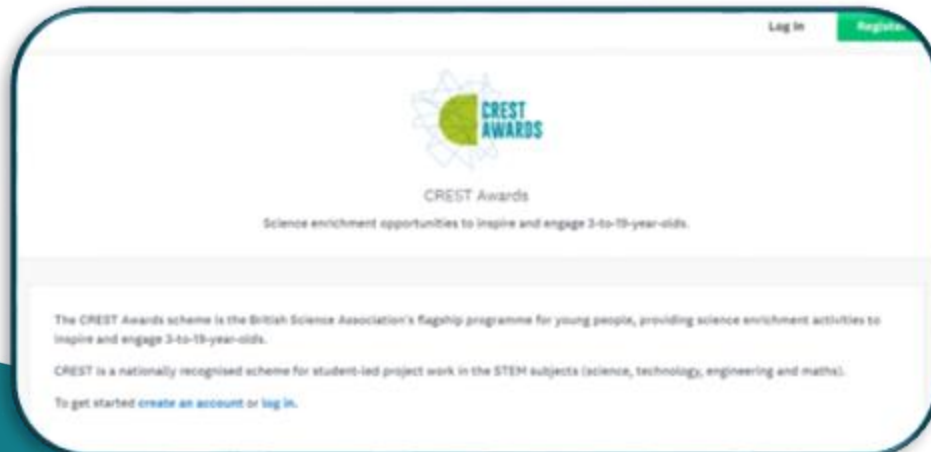 Log in
Register
CREST
AWARDS
CREST Awards
Science enrichment opportunities to inspire and engage 3-to-19-year-olds.
The CREST Awards scheme is the British Science Association's flagship programme for young people, providing science enrichment activities to
inspire and engage 3-to-19-year-olds.
CREST is a nationally recognised scheme for student-led project work in the STEM subjects (science, technology, engineering and maths).
To get started create an account or log in.